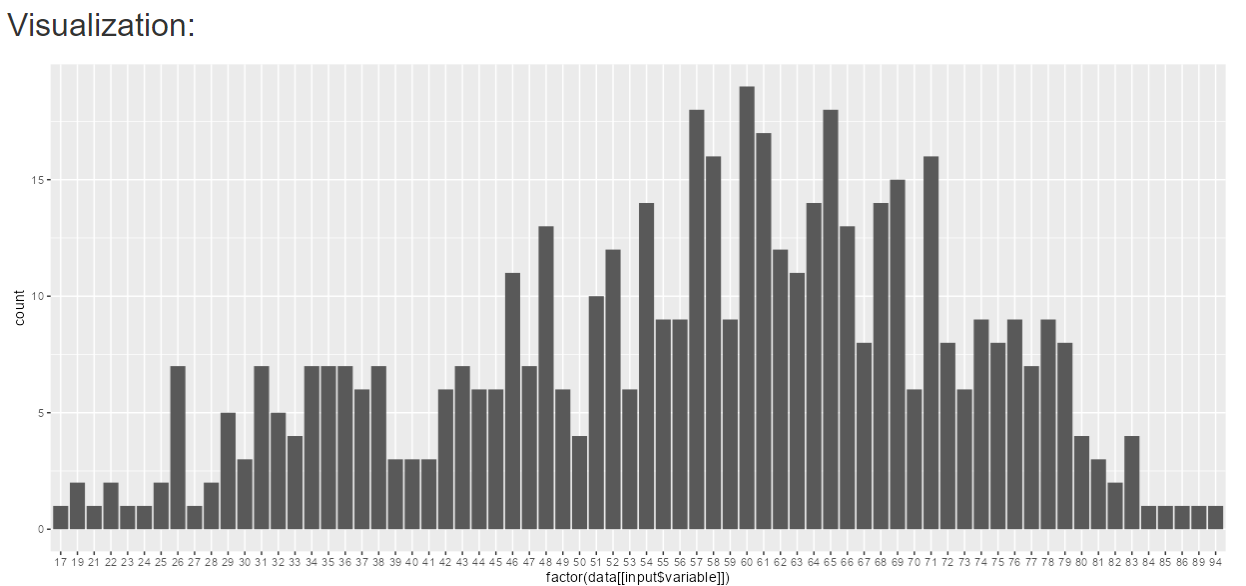 Visualization:
15
10
5
0
count
17 19 21 22 23 24 25 26 27 28 29 30 31 32 33 34 35 36 37 38 39 40 41 42 43 44 45 46 47 48 49 50 51 52 53 54 55 56 57 58 59 60 61 62 63 64 65 66 67 68 69 70 71 72 73 74 75 76 77 78 79 80 81 82 83 84 85 86 89 94
factor(data[[input$variable]])